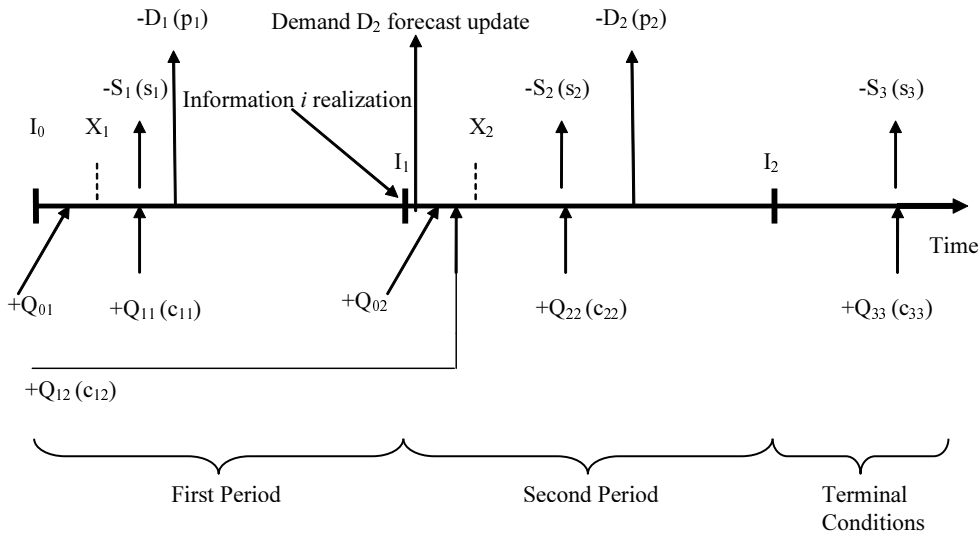 -D₁ (p₁)
Demand D₂ forecast update
-D₂ (p₂)
-S₁ (s₁)
Information i realization
-S₂ (s₂)
-S₃ (s₃)
I₀
X₁
I₁
X₂
I₂
Time
+Q₀₁
+Q₁₁ (c₁₁)
+Q₀₂
+Q₂₂ (c₂₂)
+Q₃₃ (c₃₃)
+Q₁₂ (c₁₂)
First Period
Second Period
Terminal
Conditions